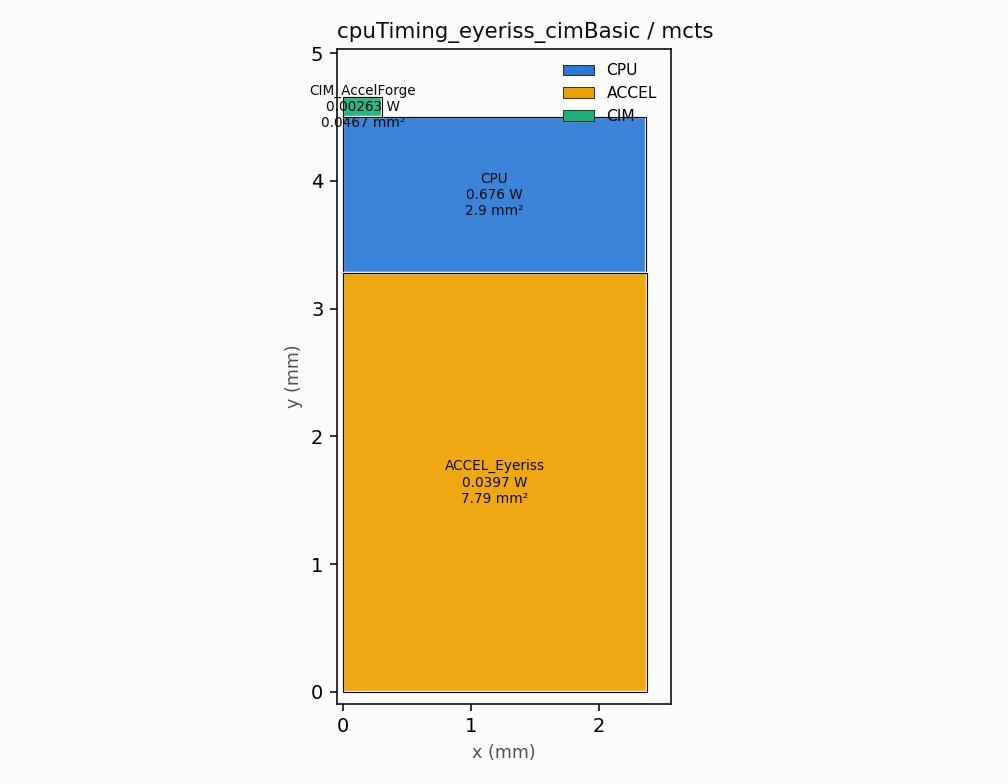 cpuTiming_eyeriss_cimBasic / mcts
CPU
ACCEL
CIM
CIM_AccelForge
0.00263 W
0.0467 mm²
CPU
0.676 W
2.9 mm²
ACCEL_Eyeriss
0.0397 W
7.79 mm²
y (mm)
5
4
3
2
1
0
0 1 2
x (mm)